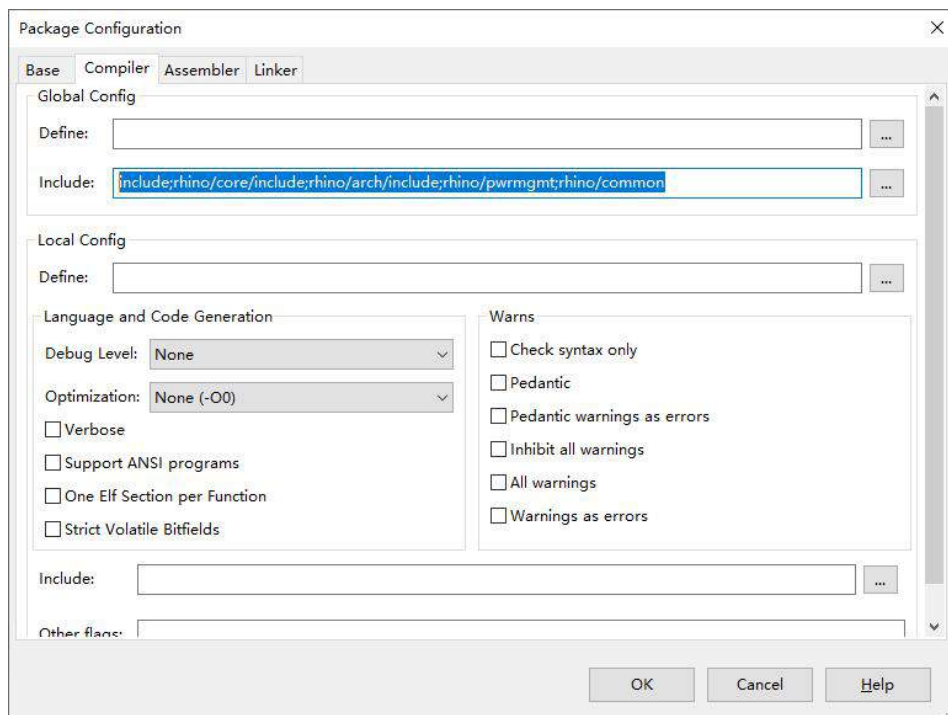 Package Configuration
Base Compiler Assembler Linker
Global Config
Define: ...
Include: include;rhino/core/include;rhino/arch/include;rhino/pwrmgmt;rhino/common ...
Local Config
Define: ...
Language and Code Generation
Debug Level: None
Optimization: None (-O0)
Verbose
Support ANSI programs
One Elf Section per Function
Strict Volatile Bitfields
Warns
Check syntax only
Pedantic
Pedantic warnings as errors
Inhibit all warnings
All warnings
Warnings as errors
Include: ...
Other flags:
OK Cancel Help